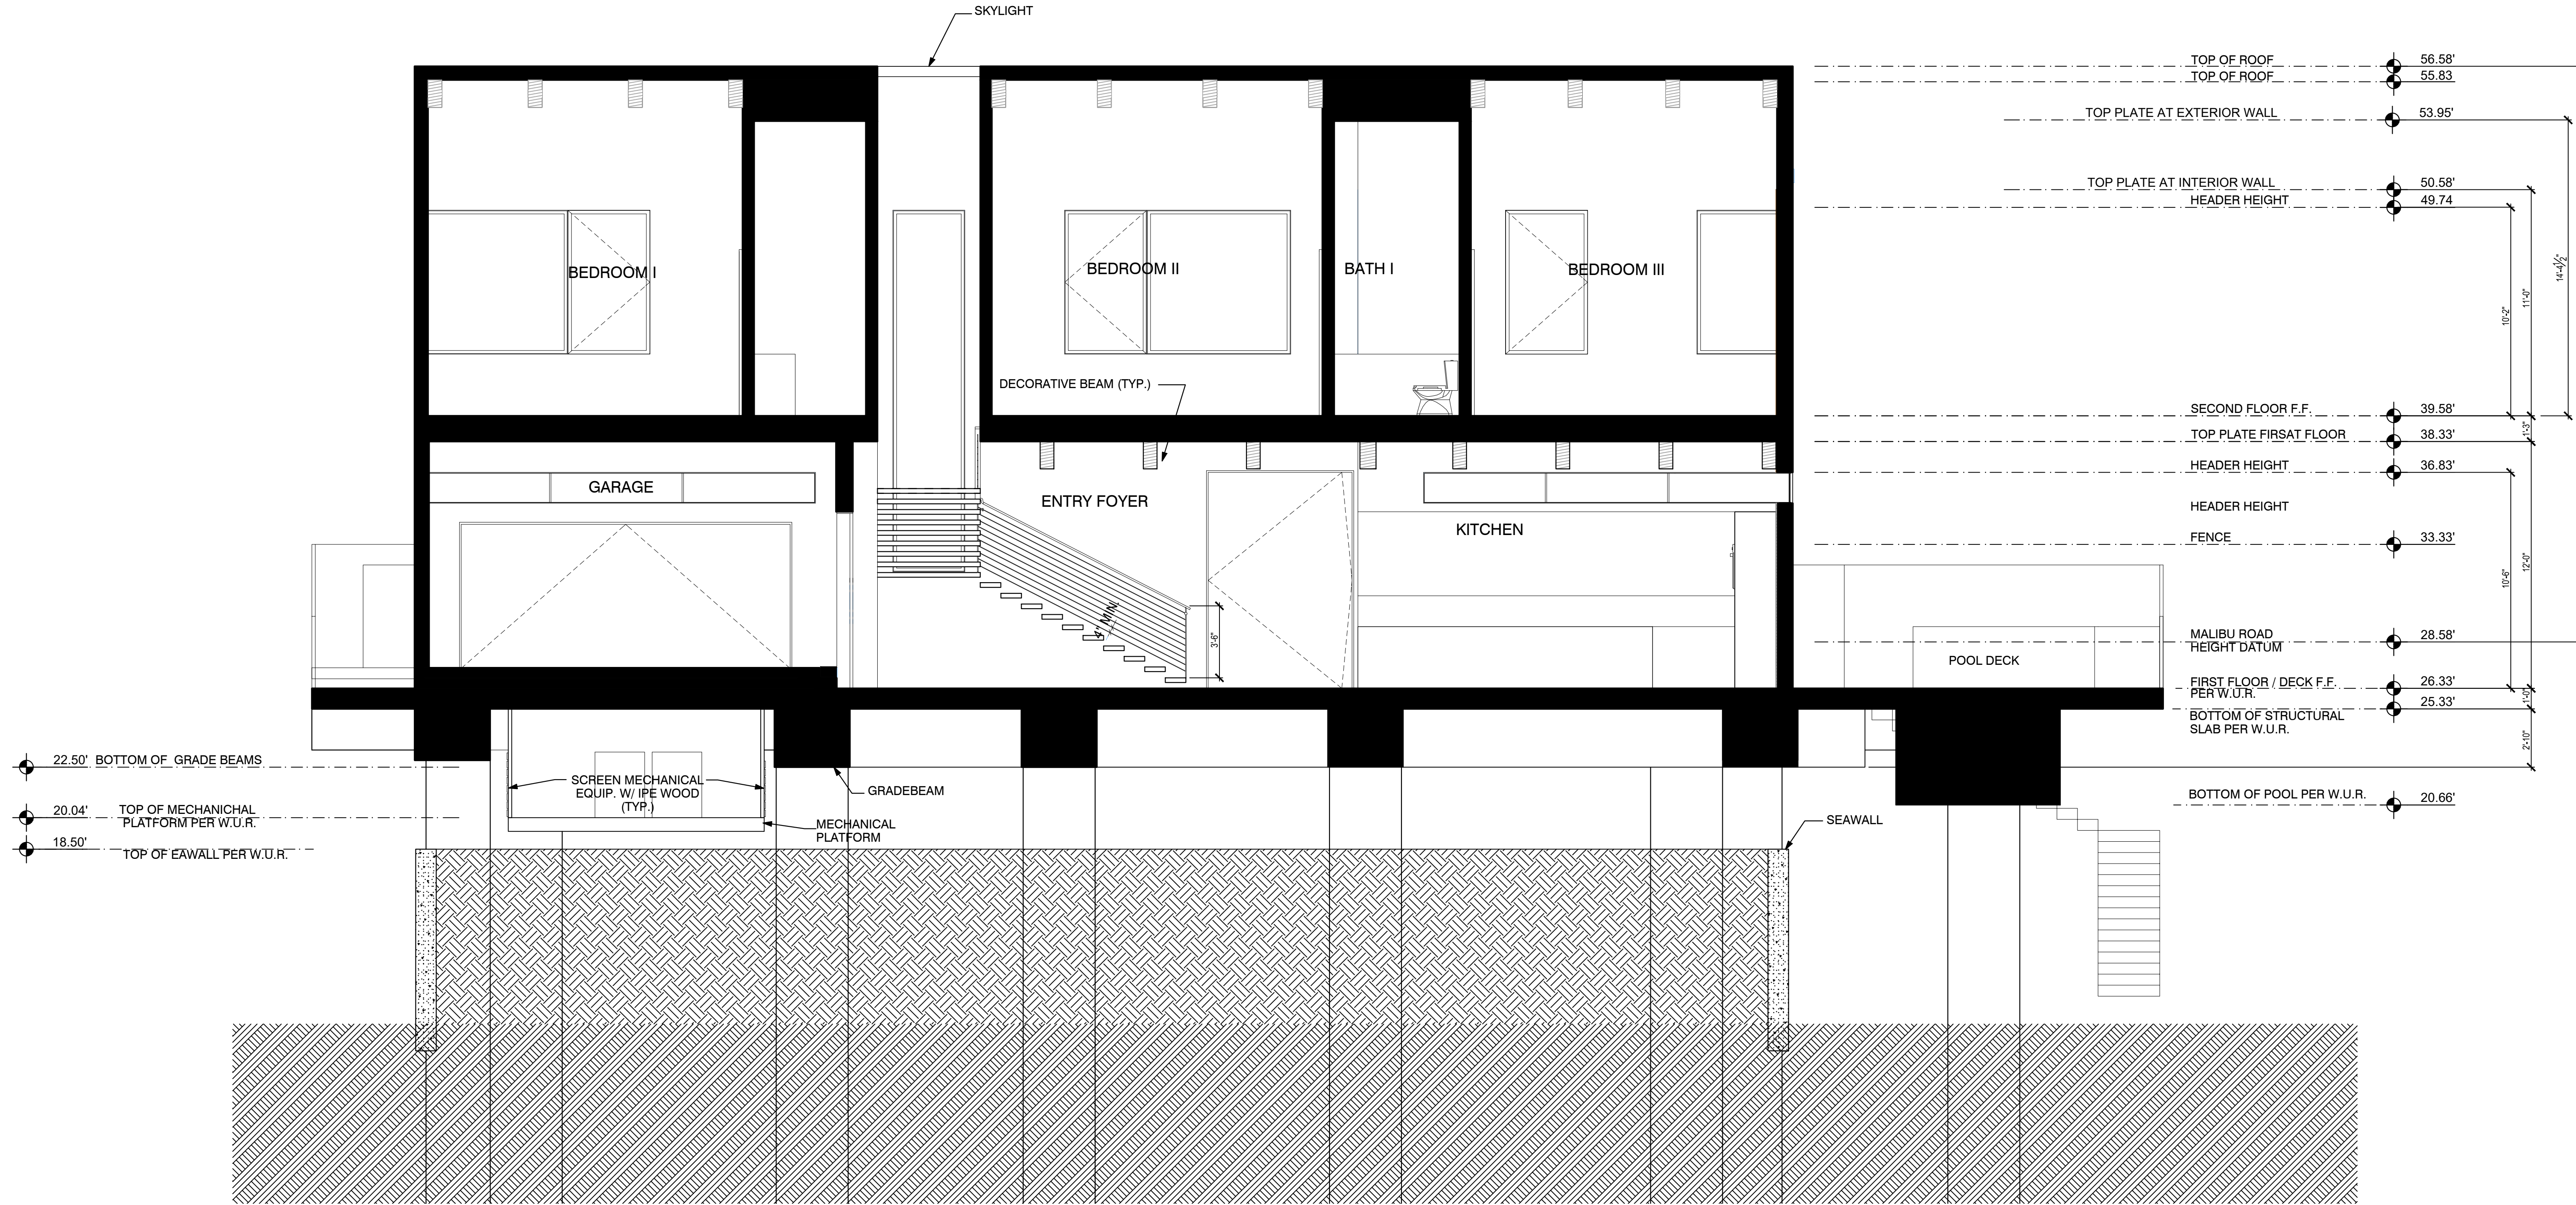 SKYLIGHT
TOP OF ROOF 56.58'
TOP OF ROOF 55.83
TOP PLATE AT EXTERIOR WALL 53.95'
TOP PLATE AT INTERIOR WALL 50.58'
HEADER HEIGHT 49.74
14'-4½"
11'-0"
10'-2"
BEDROOM I
BEDROOM II
BATH I
BEDROOM III
DECORATIVE BEAM (TYP.)
SECOND FLOOR F.F. 39.58'
1'-3"
TOP PLATE FIRSAT FLOOR 38.33'
HEADER HEIGHT 36.83'
GARAGE
ENTRY FOYER
KITCHEN
HEADER HEIGHT
FENCE 33.33'
12'-0"
10'-6"
4" MIN.
3'-6"
MALIBU ROAD 28.58'
HEIGHT DATUM
POOL DECK
FIRST FLOOR / DECK F.F. 26.33'
PER W.U.R.
1'-0"
25.33'
BOTTOM OF STRUCTURAL
SLAB PER W.U.R.
2'-10"
22.50' BOTTOM OF GRADE BEAMS
SCREEN MECHANICAL
EQUIP. W/ IPE WOOD
(TYP.)
GRADEBEAM
BOTTOM OF POOL PER W.U.R. 20.66'
20.04' TOP OF MECHANICHAL
PLATFORM PER W.U.R.
MECHANICAL
PLATFORM
SEAWALL
18.50'
TOP OF EAWALL PER W.U.R.